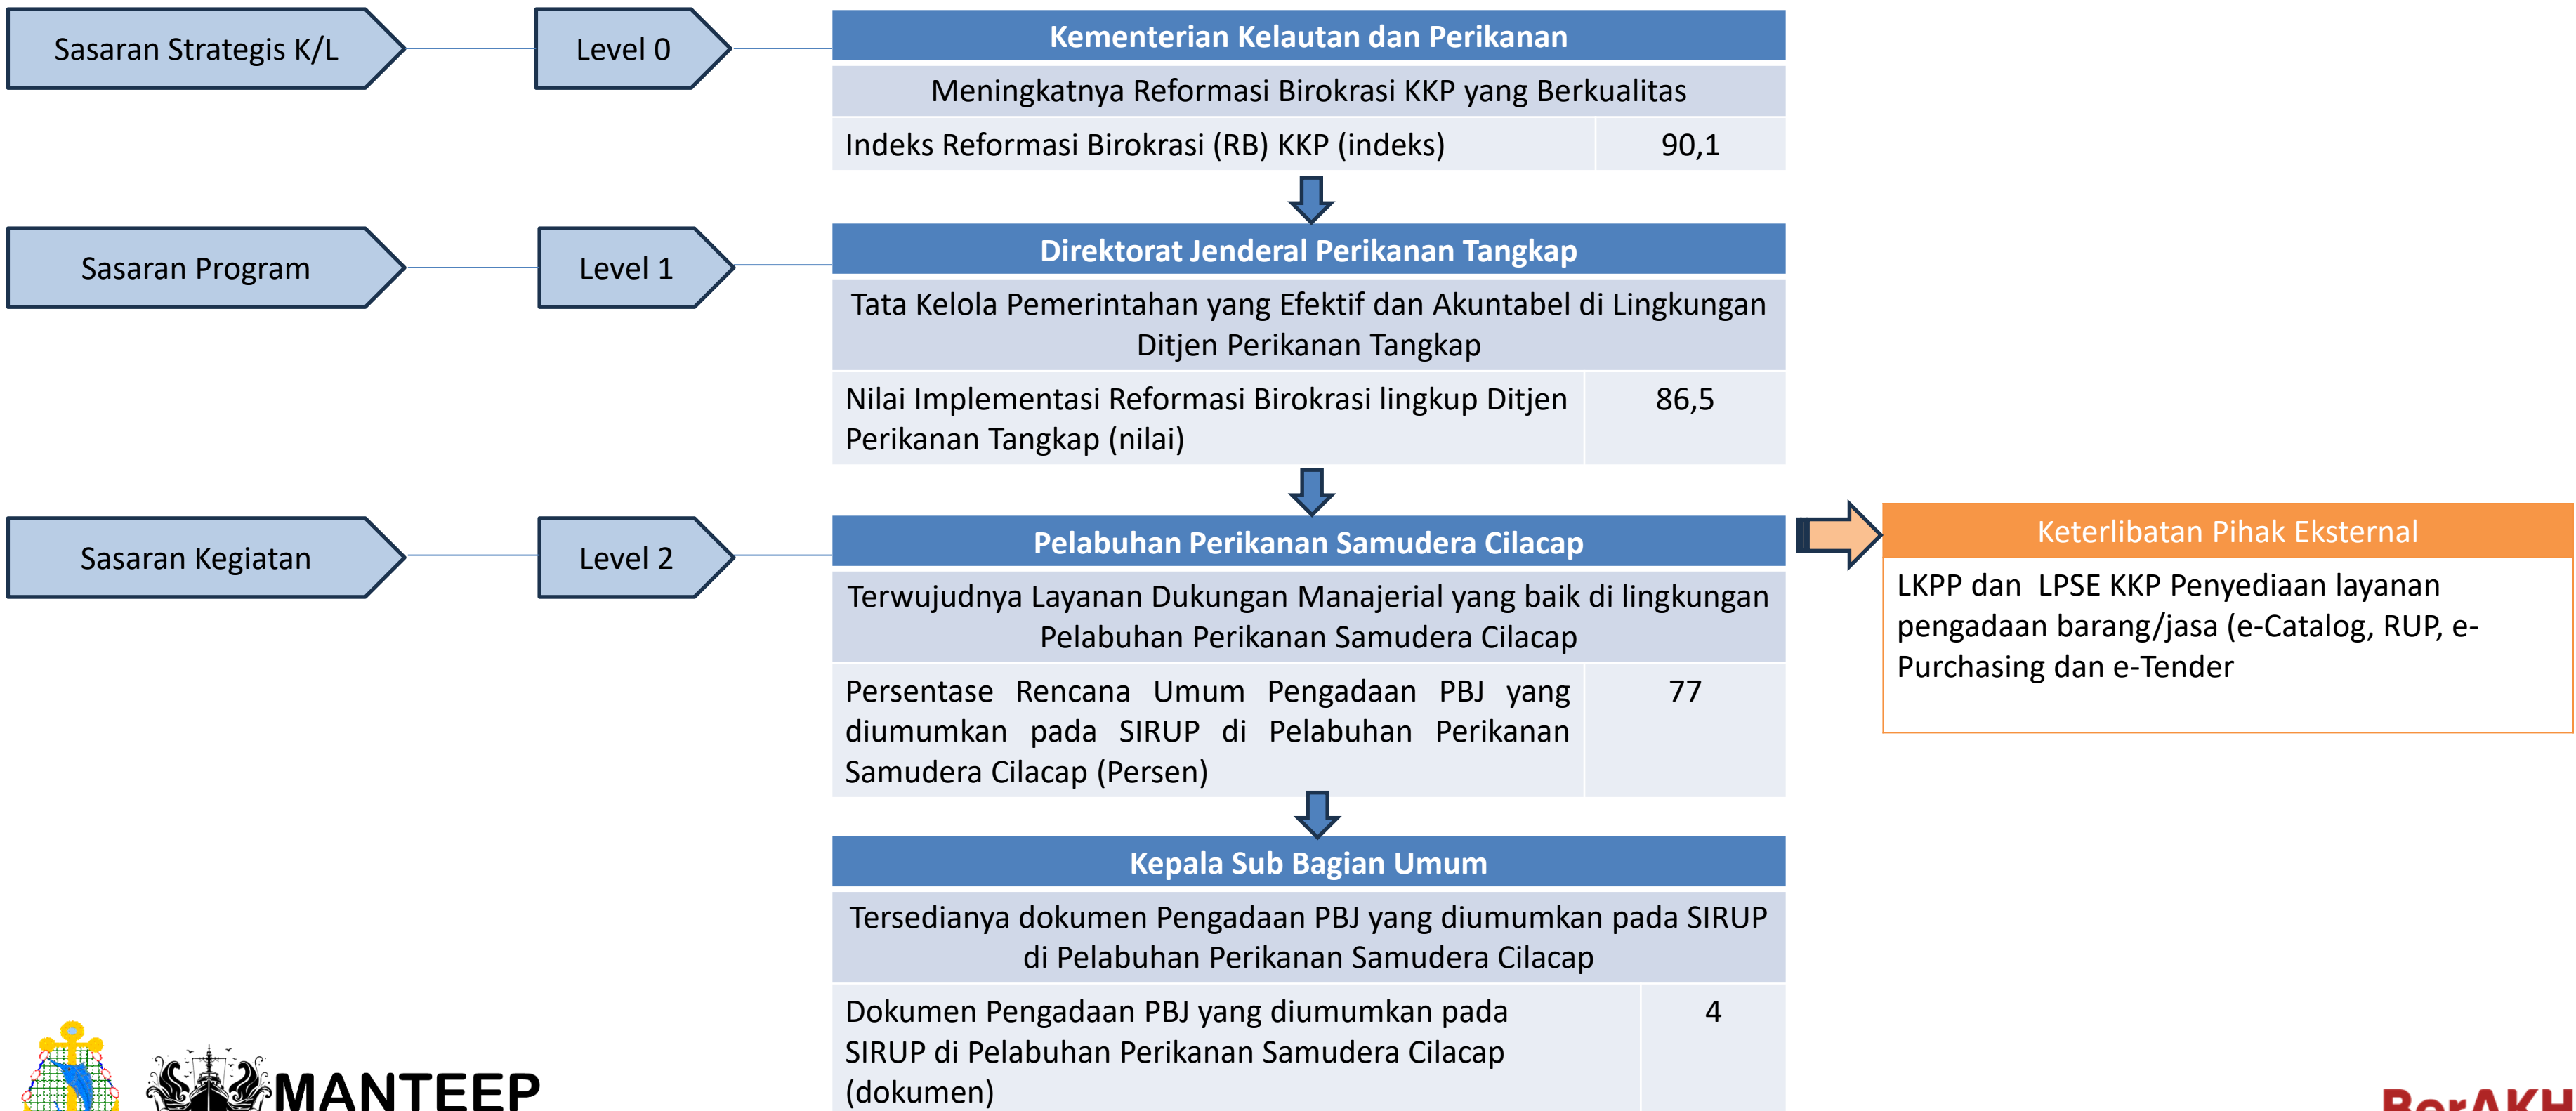 Sasaran Strategis K/L
Level 0
Kementerian Kelautan dan Perikanan
Meningkatnya Reformasi Birokrasi KKP yang Berkualitas
Indeks Reformasi Birokrasi (RB) KKP (indeks)
90,1
Sasaran Program
Level 1
Direktorat Jenderal Perikanan Tangkap
Tata Kelola Pemerintahan yang Efektif dan Akuntabel di Lingkungan
Ditjen Perikanan Tangkap
Nilai Implementasi Reformasi Birokrasi lingkup Ditjen
Perikanan Tangkap (nilai)
86,5
Sasaran Kegiatan
Level 2
Pelabuhan Perikanan Samudera Cilacap
Terwujudnya Layanan Dukungan Manajerial yang baik di lingkungan
Pelabuhan Perikanan Samudera Cilacap
Persentase Rencana Umum Pengadaan PBJ yang
diumumkan pada SIRUP di Pelabuhan Perikanan
Samudera Cilacap (Persen)
77
Keterlibatan Pihak Eksternal
LKPP dan LPSE KKP Penyediaan layanan
pengadaan barang/jasa (e-Catalog, RUP, e-
Purchasing dan e-Tender
Kepala Sub Bagian Umum
Tersedianya dokumen Pengadaan PBJ yang diumumkan pada SIRUP
di Pelabuhan Perikanan Samudera Cilacap
Dokumen Pengadaan PBJ yang diumumkan pada
SIRUP di Pelabuhan Perikanan Samudera Cilacap
(dokumen)
4
MANTEEP
BerAKH